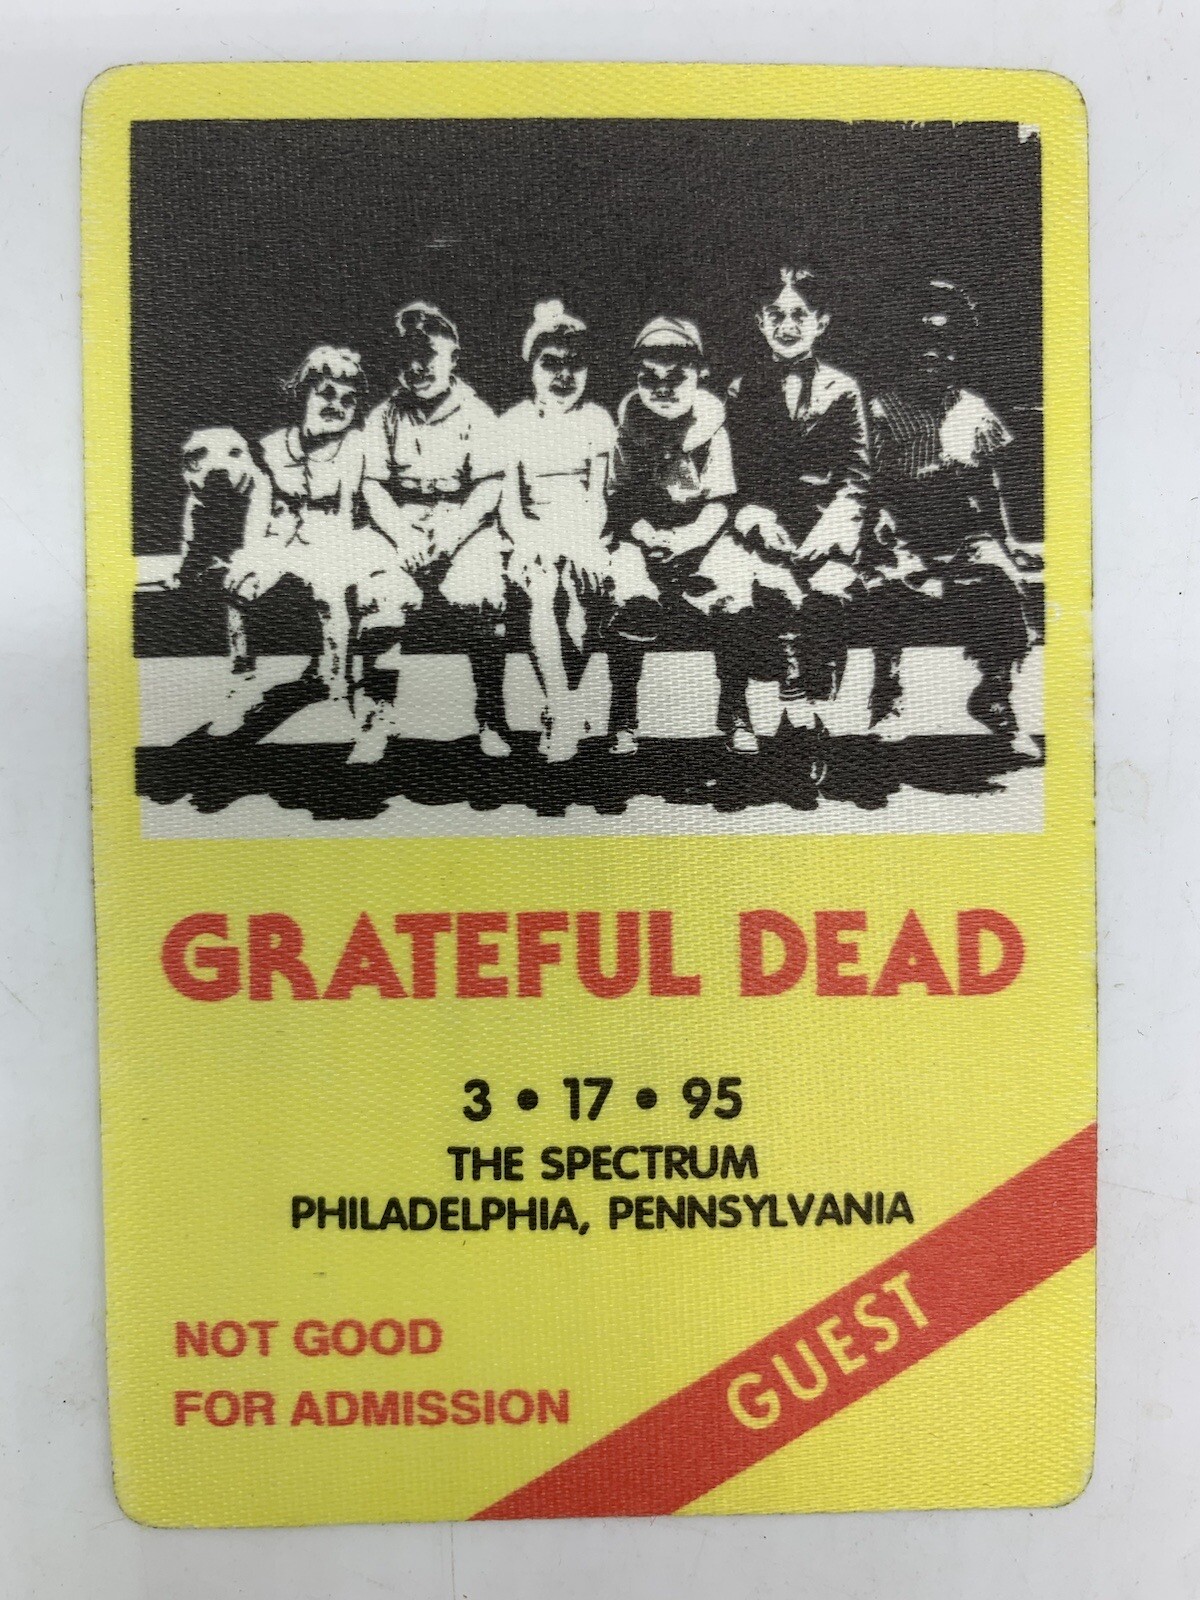 GRATEFUL DEAD
3 • 17 • 95
THE SPECTRUM
PHILADELPHIA, PENNSYLVANIA
NOT GOOD
FOR ADMISSION
GUEST